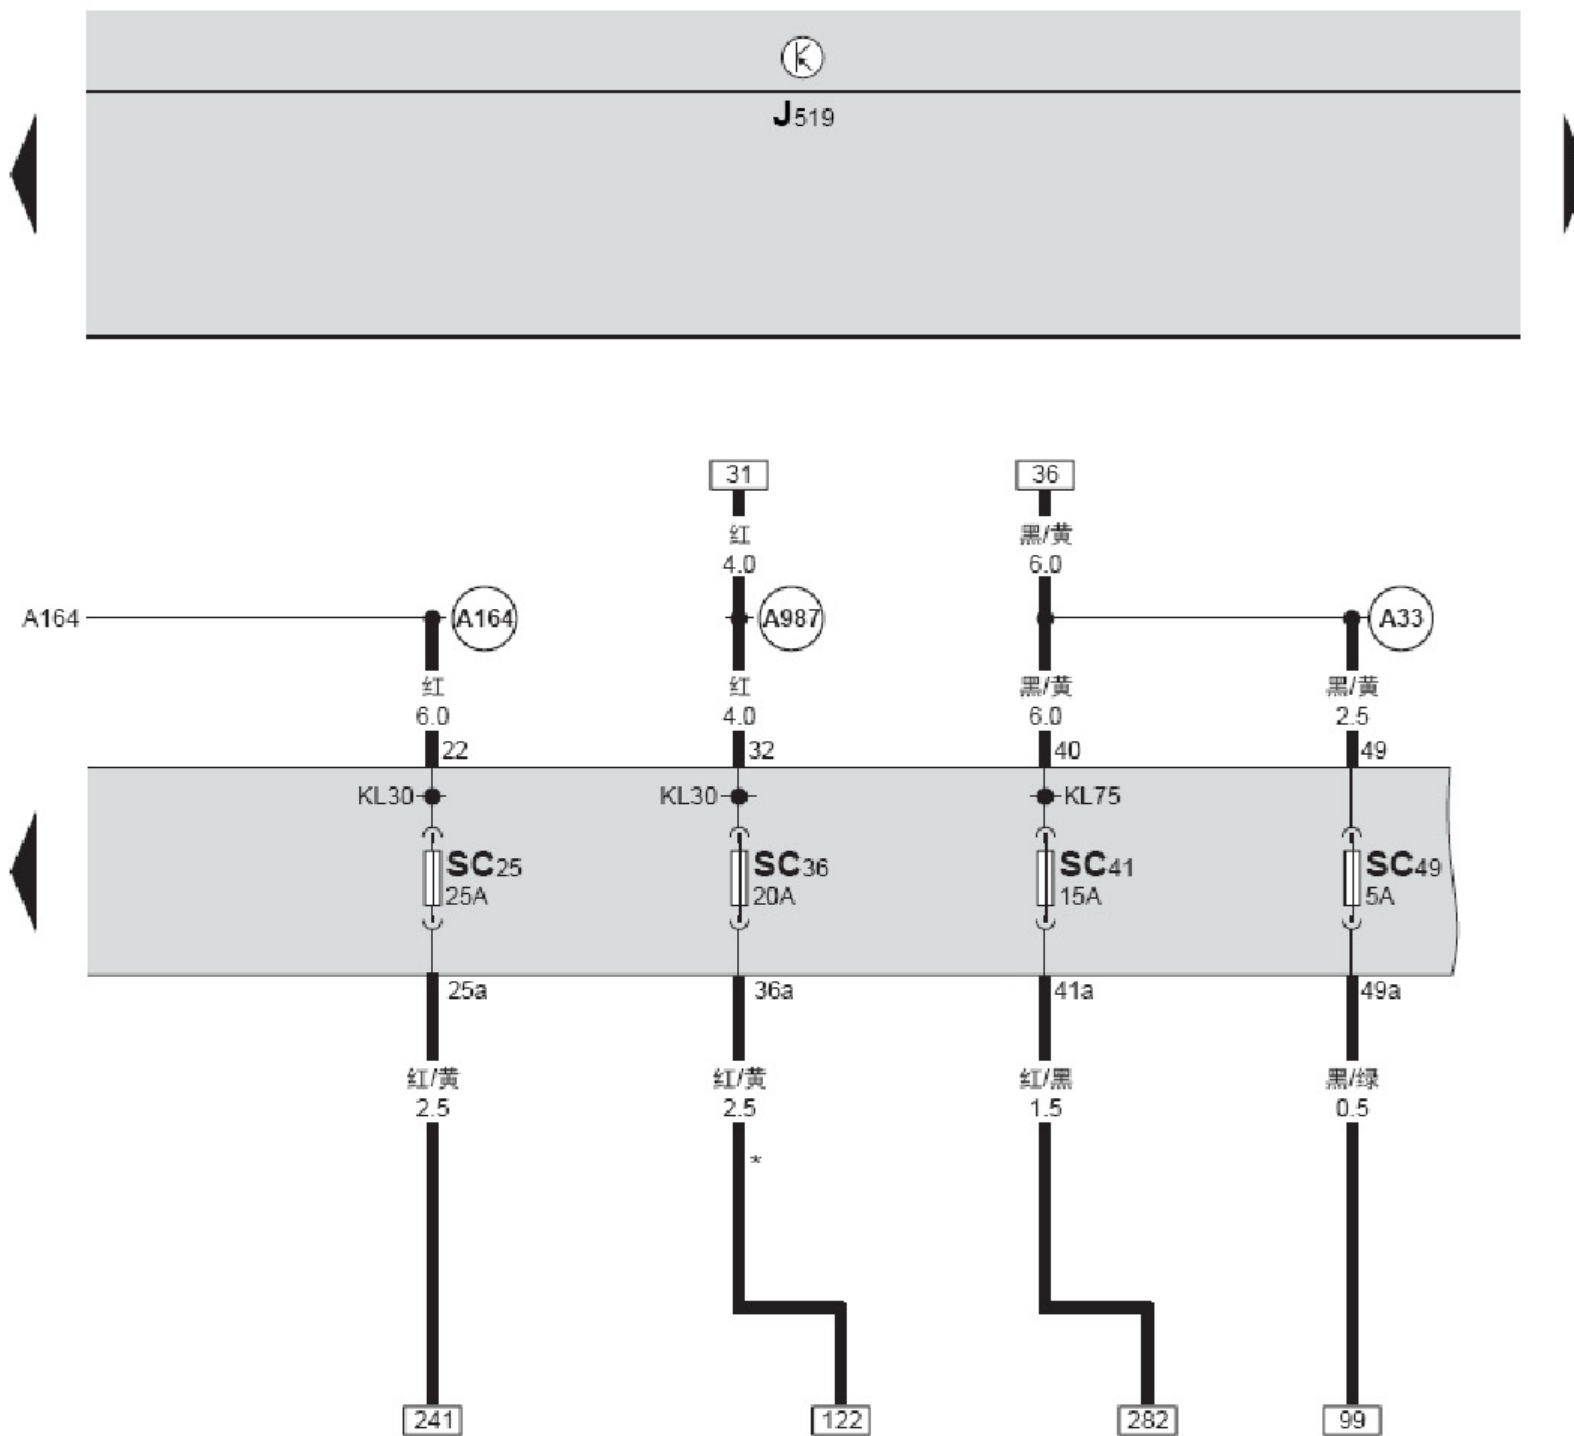 J519
31 36
红 黑/黄
4.0 6.0
A164 A164 A987 A33
红 红 黑/黄 黑/黄
6.0 4.0 6.0 2.5
22 32 40 49
KL30 KL30 KL75
SC25 SC36 SC41 SC49
25A 20A 15A 5A
25a 36a 41a 49a
红/黄 红/黄 红/黑 黑/绿
2.5 2.5 1.5 0.5
*
241 122 282 99